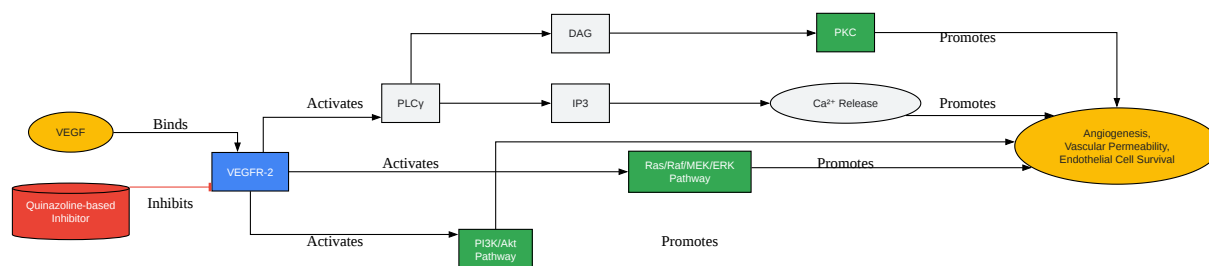 DAG
PKC
Promotes
Activates
PLCγ
IP3
Ca²⁺ Release
Promotes
VEGF
Binds
VEGFR-2
Activates
Ras/Raf/MEK/ERK
Pathway
Promotes
Angiogenesis,
Vascular Permeability,
Endothelial Cell Survival
Quinazoline-based
Inhibitor
Inhibits
Activates
PI3K/Akt
Pathway
Promotes